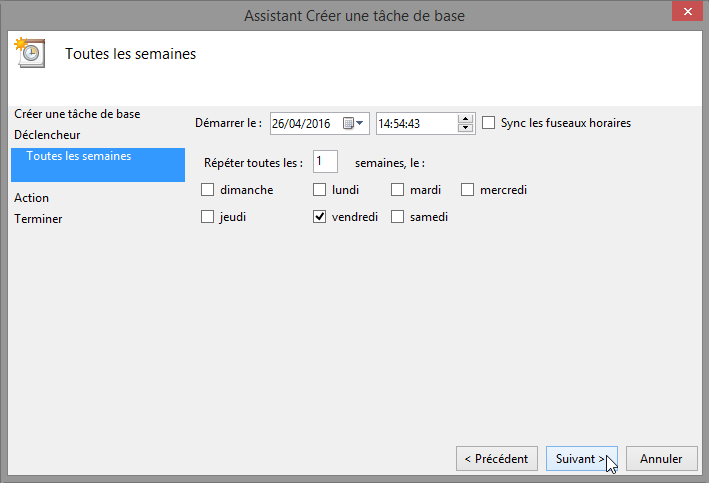 Assistant Créer une tâche de base
Toutes les semaines
Créer une tâche de base
Déclencheur
Toutes les semaines
Action
Terminer
Démarrer le : 26/04/2016 14:54:43 Sync les fuseaux horaires
Répéter toutes les : 1 semaines, le :
dimanche lundi mardi mercredi
jeudi vendredi samedi
< Précédent Suivant > Annuler